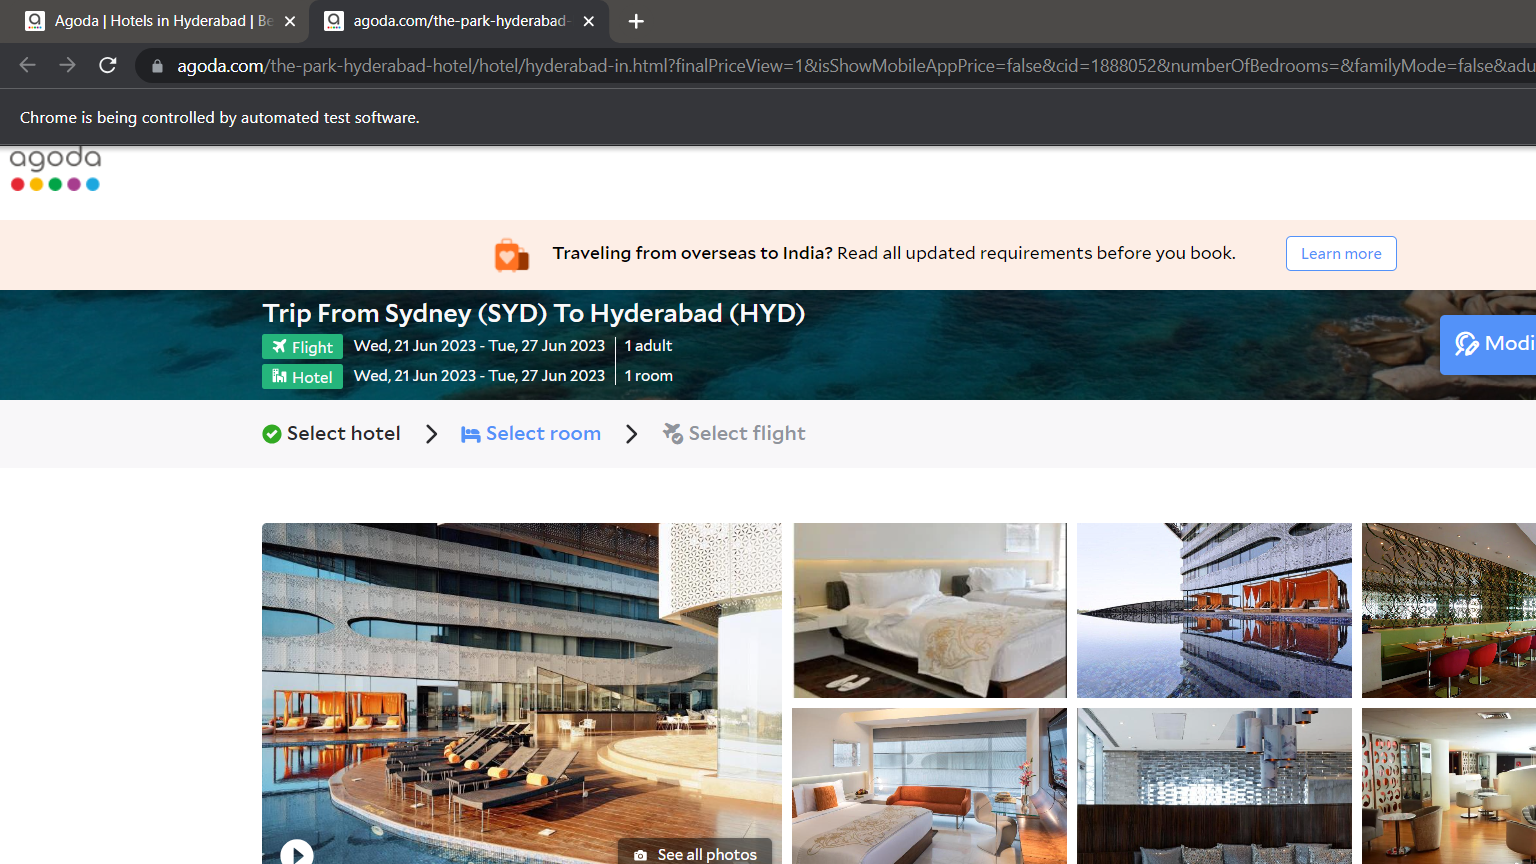 Agoda | Hotels in Hyderabad | Be
agoda.com/the-park-hyderabad-
agoda.com/the-park-hyderabad-hotel/hotel/hyderabad-in.html?finalPriceView=1&isShowMobileAppPrice=false&cid=1888052&numberOfBedrooms=&familyMode=false&adu
Chrome is being controlled by automated test software.
agoda
Traveling from overseas to India? Read all updated requirements before you book.
Learn more
Trip From Sydney (SYD) To Hyderabad (HYD)
Flight Wed, 21 Jun 2023 - Tue, 27 Jun 2023 1 adult
Hotel Wed, 21 Jun 2023 - Tue, 27 Jun 2023 1 room
Modi
Select hotel Select room Select flight
See all photos